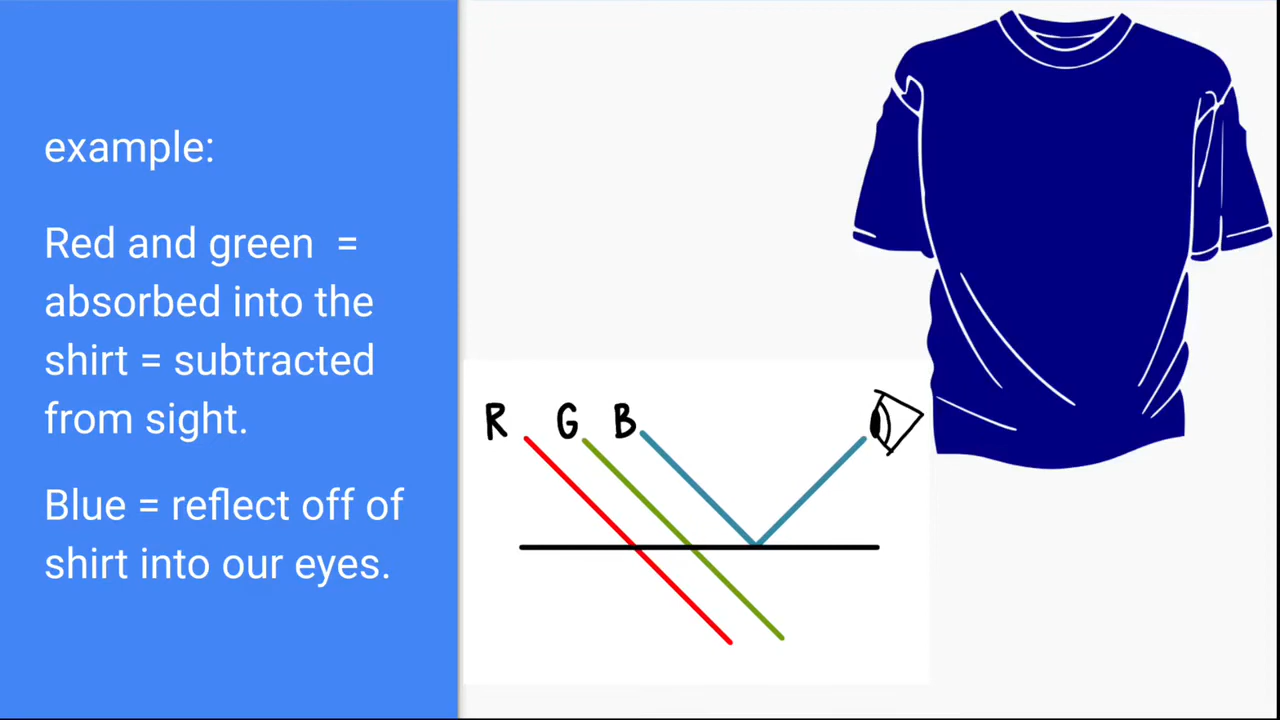 example:
Red and green  =
absorbed into the
shirt = subtracted
from sight.
Blue = reflect off of
shirt into our eyes.
R G B